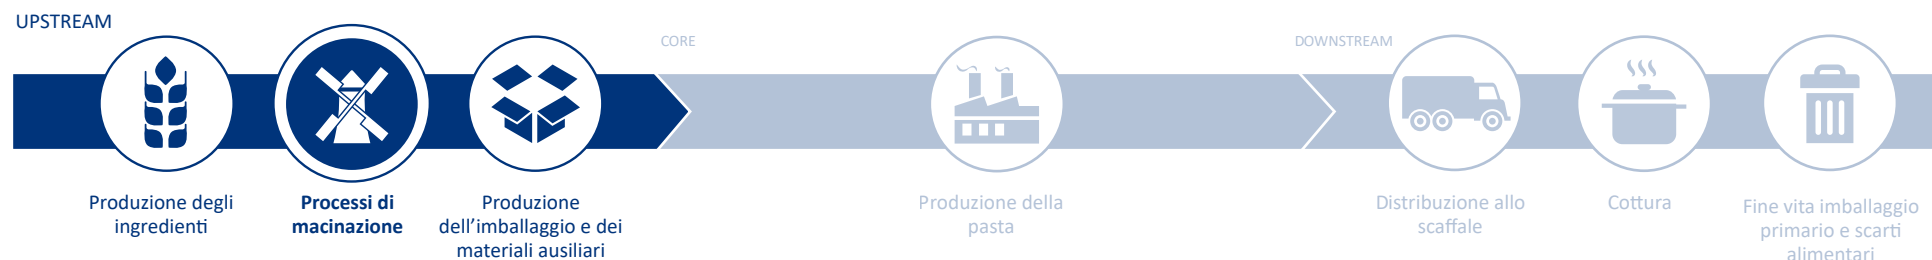 UPSTREAM
CORE
DOWNSTREAM
Produzione degli
ingredienti
Processi di
macinazione
Produzione
dell'imballaggio e dei
materiali ausiliari
Produzione della
pasta
Distribuzione allo
scaffale
Cottura
Fine vita imballaggio
primario e scarti
alimentari